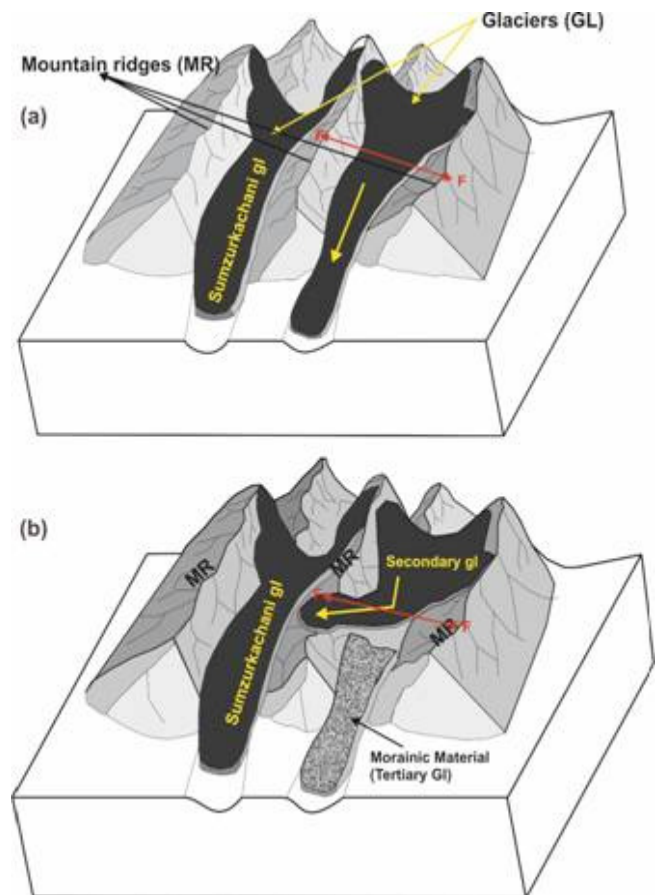 Glaciers (GL)
Mountain ridges (MR)
(a)
F
F
Sumzurkachani gl
(b)
MR
MR
Secondary gl
F
MR
F
Sumzurkachani gl
Morainic Material
(Tertiary Gl)